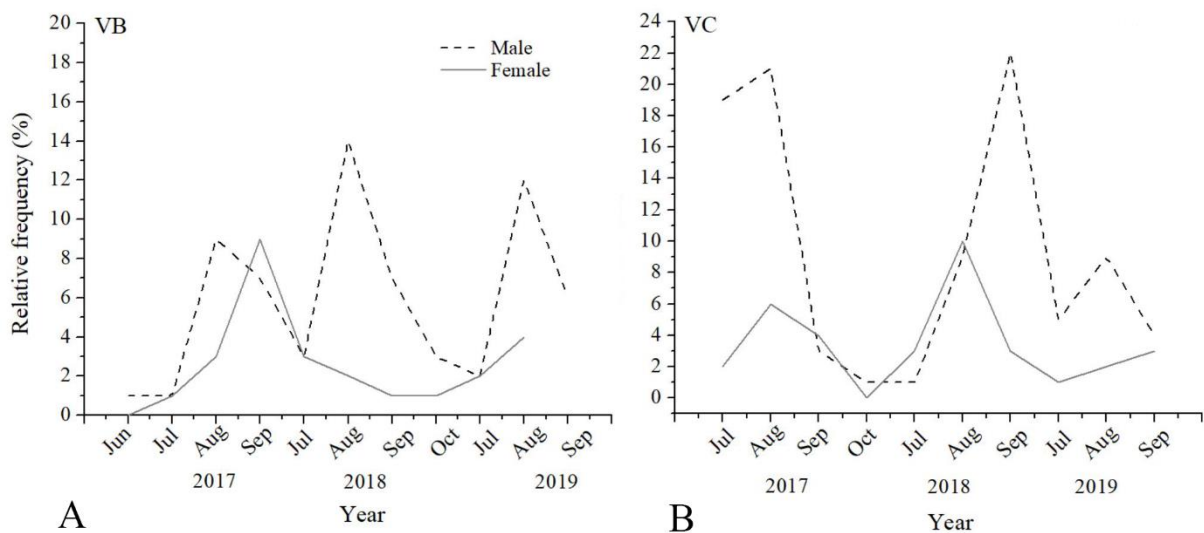 VB
Male
Female
Relative frequency (%)
20
18
16
14
12
10
8
6
4
2
0
Jun Jul Aug Sep Jul Aug Sep Oct Jul Aug Sep
2017 2018 2019
Year
A
VC
24
22
20
18
16
14
12
10
8
6
4
2
0
Jul Aug Sep Oct Jul Aug Sep Jul Aug Sep
2017 2018 2019
Year
B